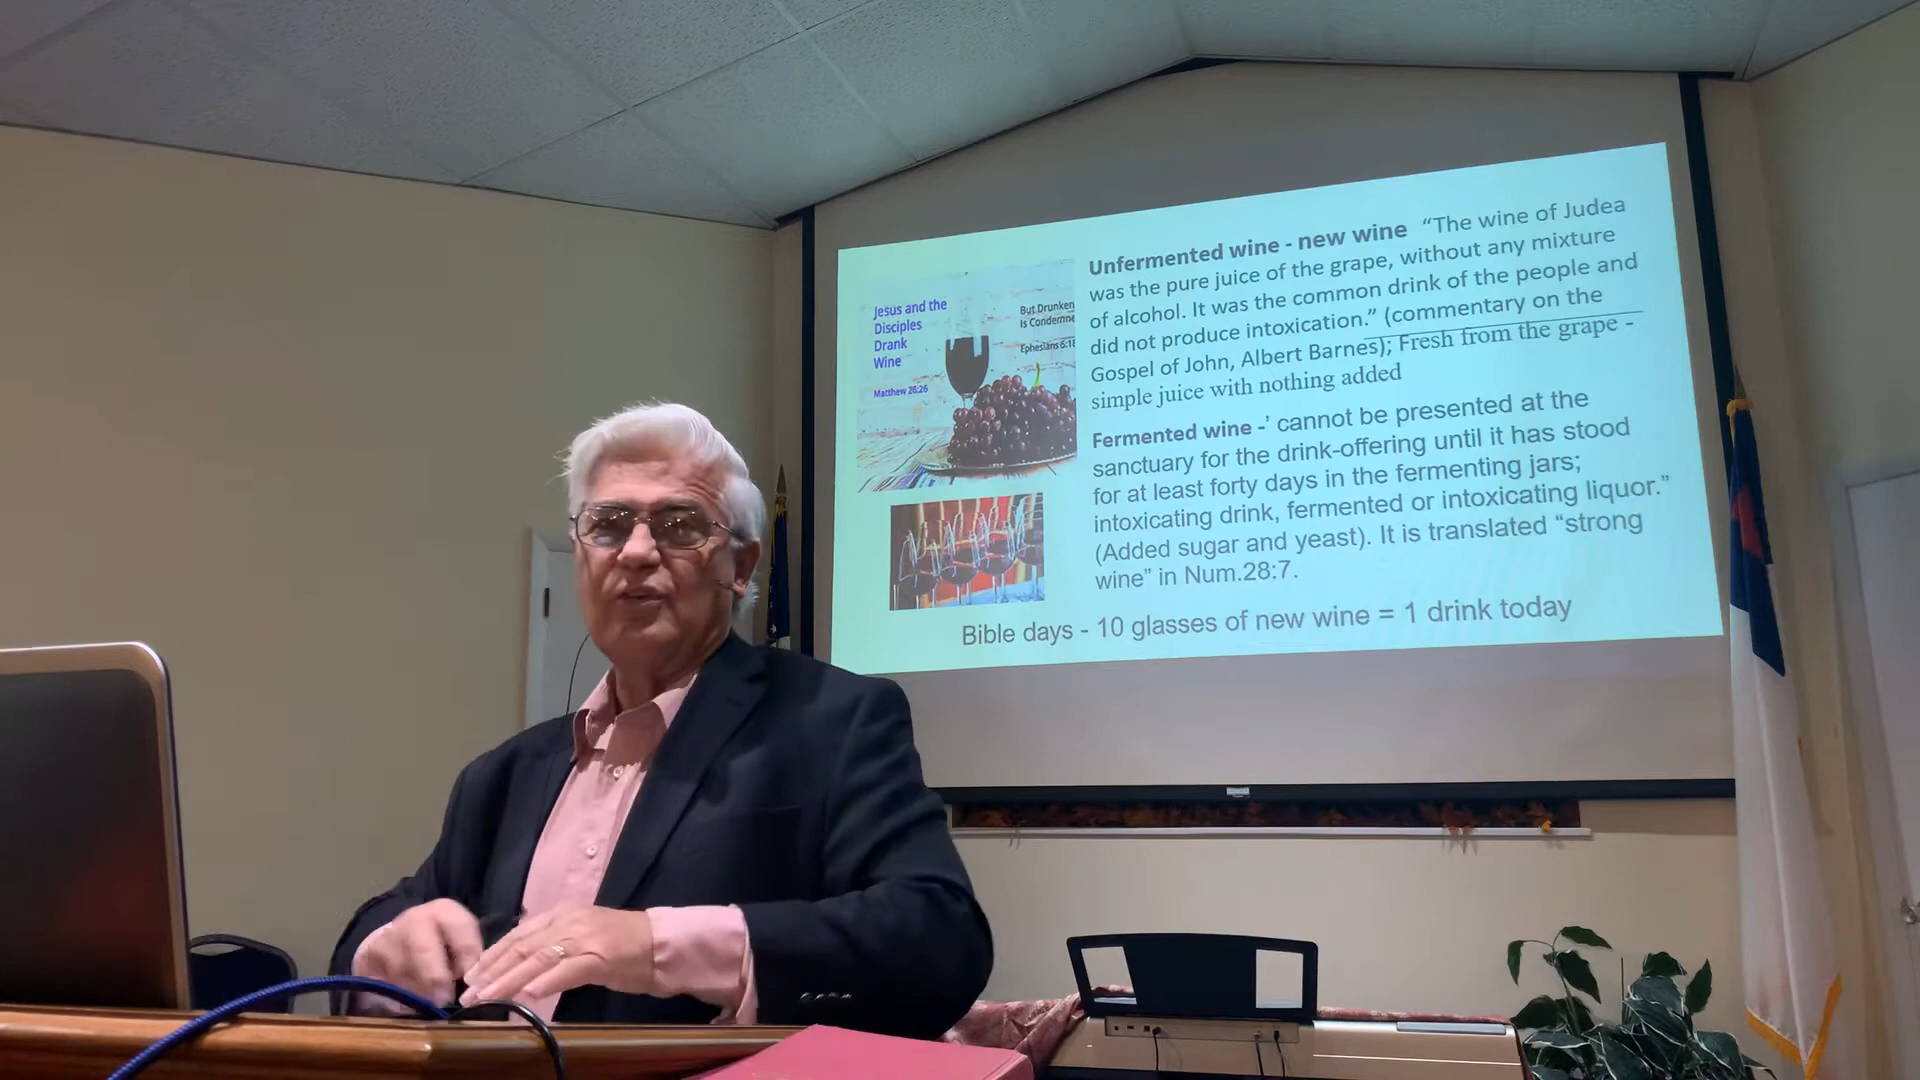 Jesus and the
Disciples
Drank
Wine
Matthew 26:26
But Drunken
Is Condemne
Ephesians 6:18
Unfermented wine - new wine “The wine of Judea
was the pure juice of the grape, without any mixture
of alcohol. It was the common drink of the people and
did not produce intoxication.” (commentary on the
Gospel of John, Albert Barnes); Fresh from the grape -
simple juice with nothing added
Fermented wine -’ cannot be presented at the
sanctuary for the drink-offering until it has stood
for at least forty days in the fermenting jars;
intoxicating drink, fermented or intoxicating liquor.”
(Added sugar and yeast). It is translated “strong
wine” in Num.28:7.
Bible days - 10 glasses of new wine = 1 drink today